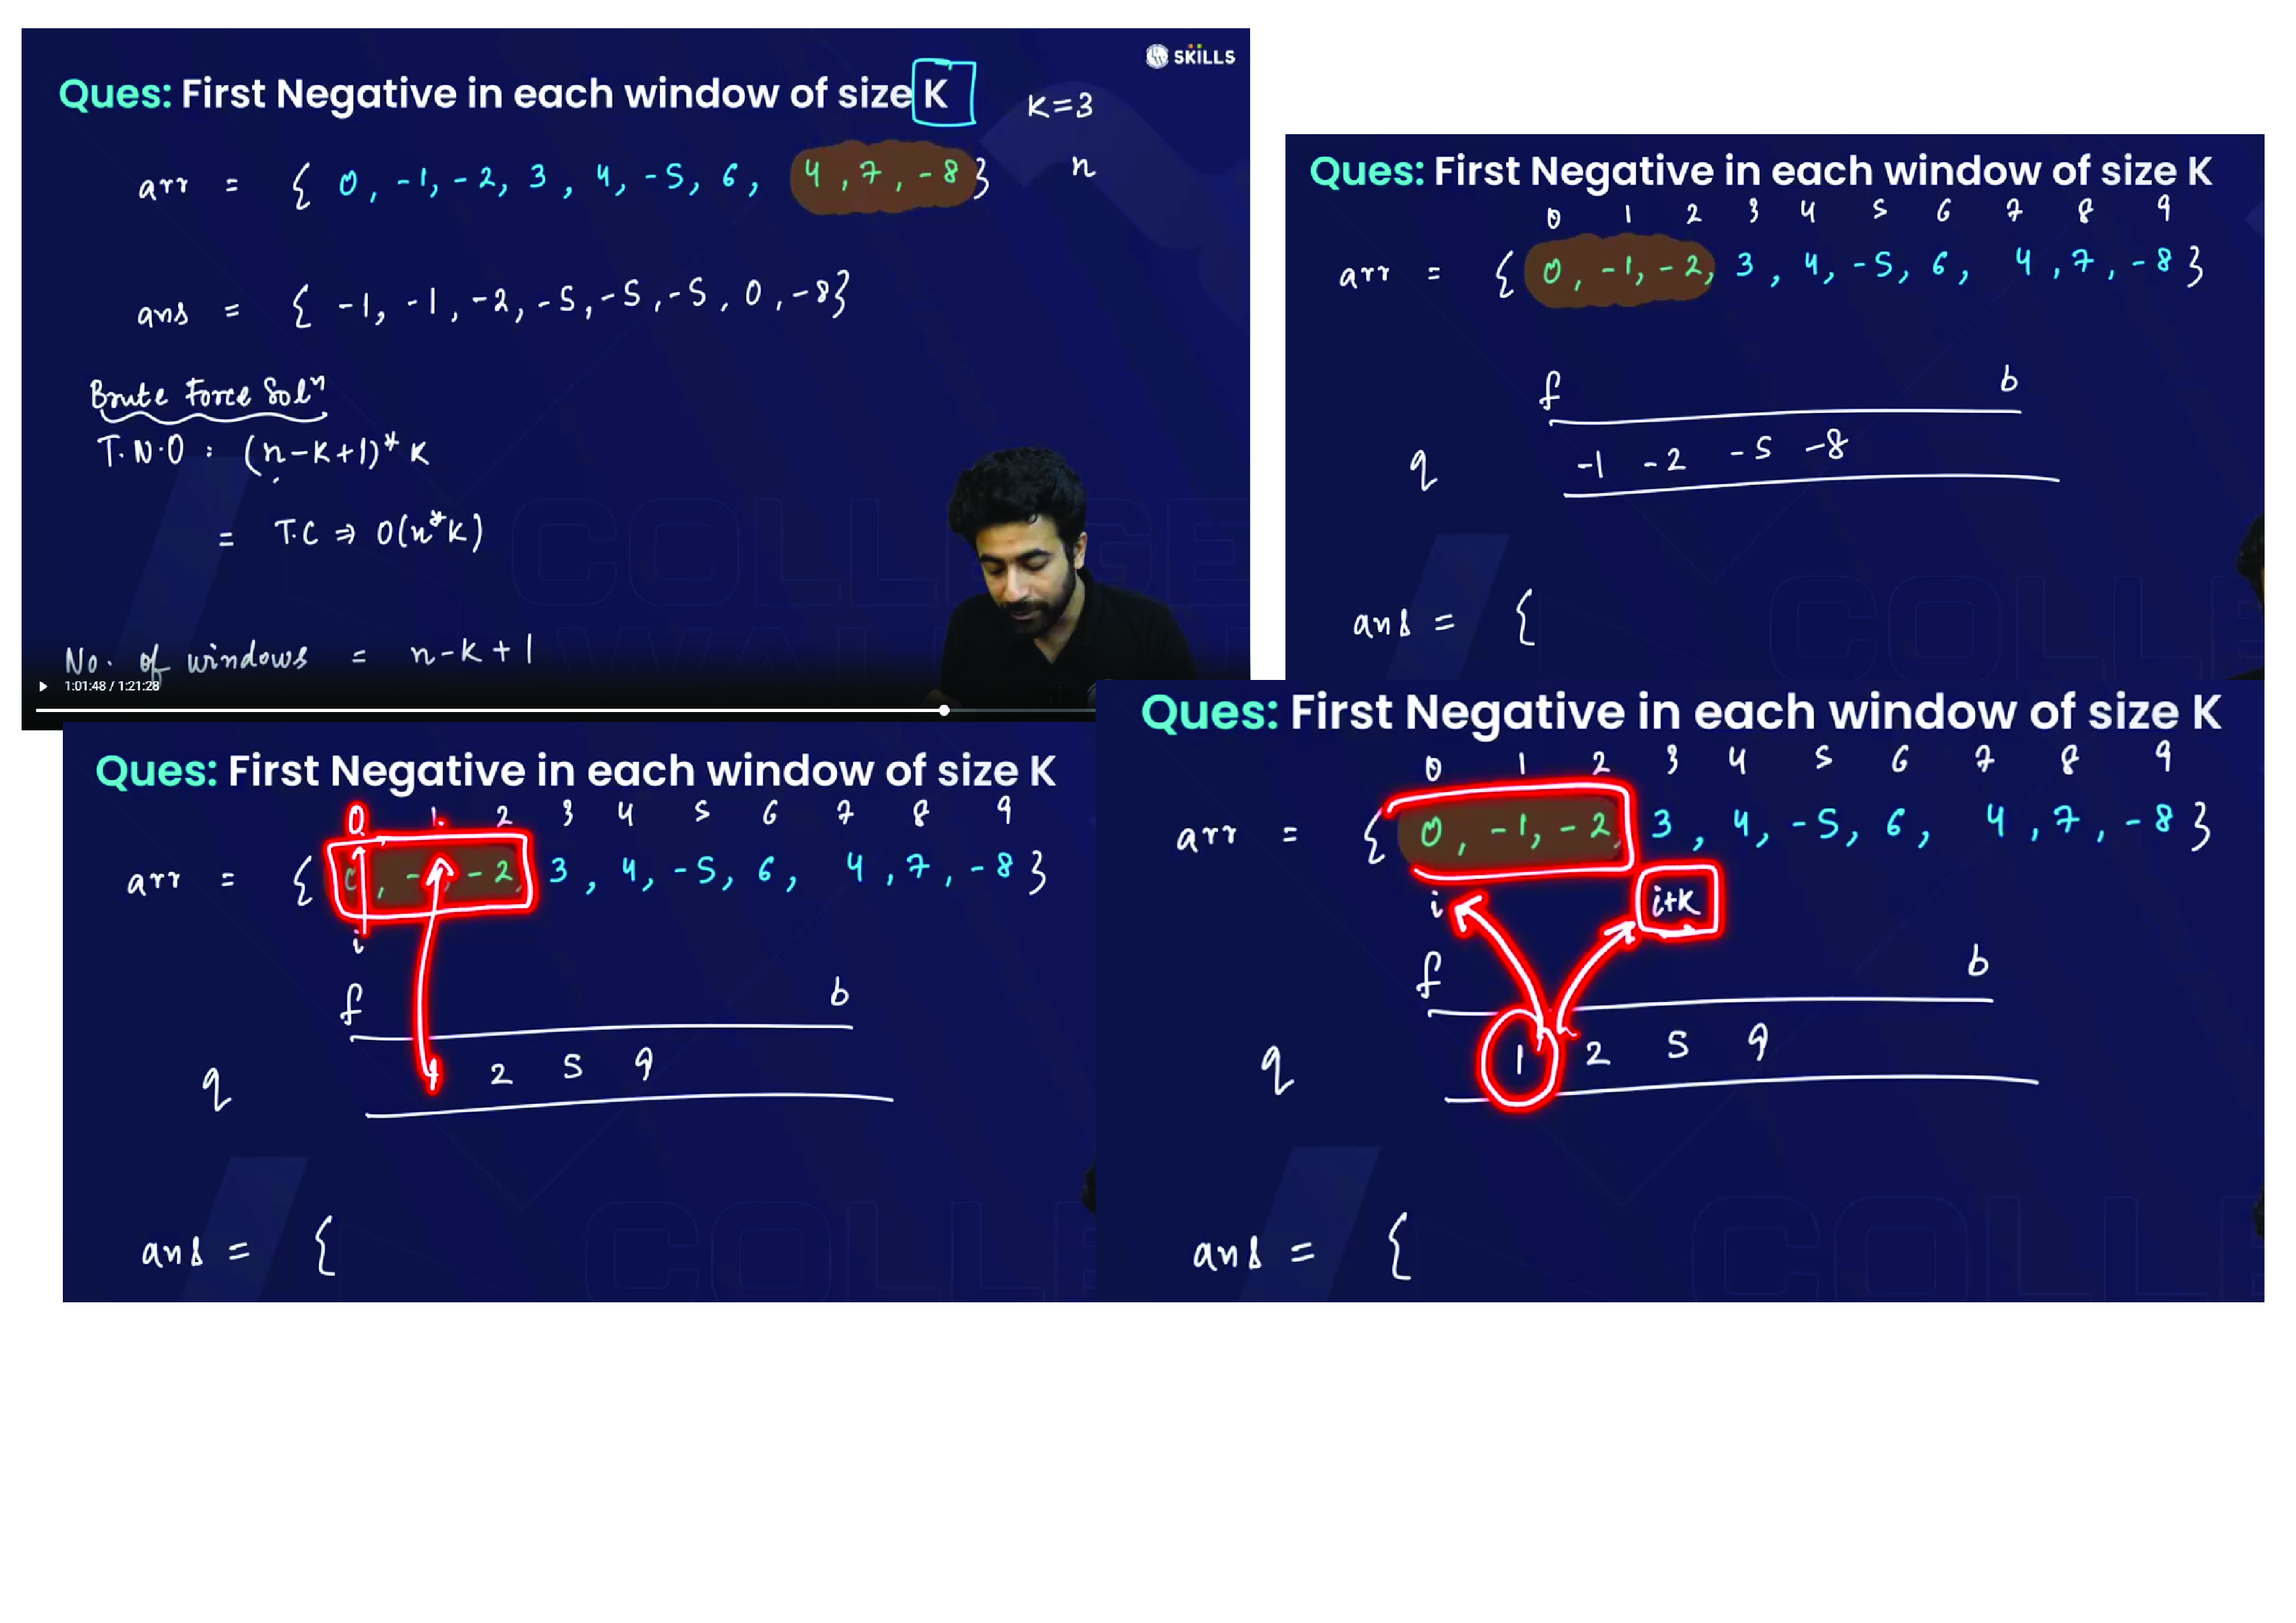 SKILLS
Ques: First Negative in each window of size K
K=3
arr = { 0, -1, -2, 3, 4, -5, 6, 4, 7, -8 } n
ans = { -1, -1, -2, -5, -5, -5, 0, -8 }
Brute Force Solⁿ
T.N.O : (n-K+1)* K
= T.C ⇒ O(n*K)
No. of windows = n-k+1
1:01:48 / 1:21:28
Ques: First Negative in each window of size K
0 1 2 3 4 5 6 7 8 9
arr = { 0, -1, -2, 3, 4, -5, 6, 4, 7, -8 }
f b
q -1 -2 -5 -8
ans = {
Ques: First Negative in each window of size K
0 1 2 3 4 5 6 7 8 9
arr = { 0, - , -2, 3, 4, -5, 6, 4, 7, -8 }
i
f b
q 1 2 5 9
ans = {
Ques: First Negative in each window of size K
0 1 2 3 4 5 6 7 8 9
arr = { 0, -1, -2, 3, 4, -5, 6, 4, 7, -8 }
i i+K
f b
q 1 2 5 9
ans = {